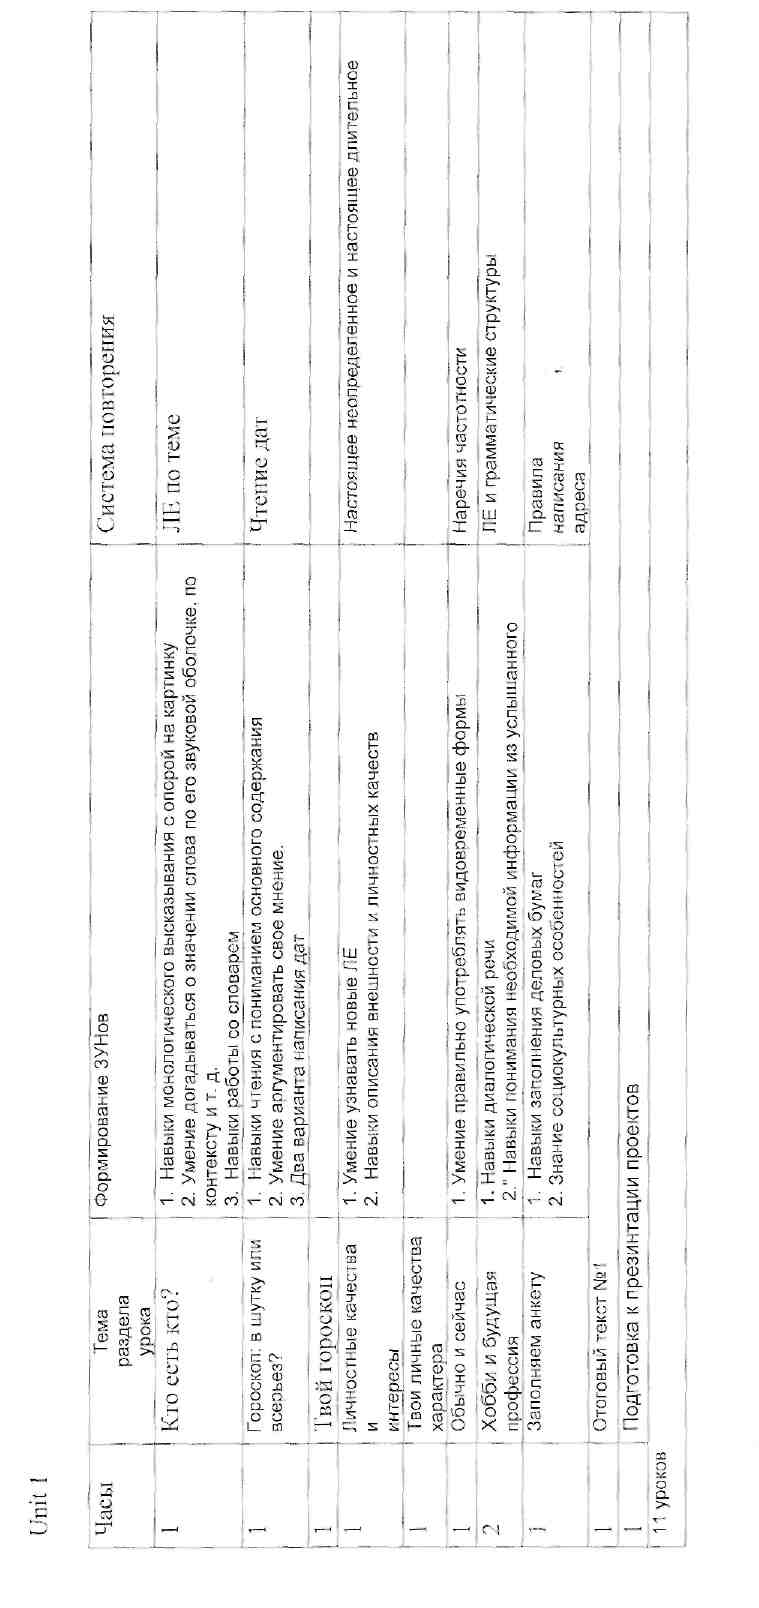 Unit 1
Часы
Тема
раздела
урока
Формирование ЗУНов
Система повторения
1
Кто есть кто?
1. Навыки монологического высказывания с опорой на картинку
2. Умение догадываться о значении слова по его звуковой оболочке, по
контексту и т. д.
3. Навыки работы со словарем
ЛЕ по теме
1
Гороскоп: в шутку или
всерьез?
1. Навыки чтения с пониманием основного содержания
2. Умение аргументировать свое мнение.
3. Два варианта написания дат
Чтение дат
1
Твой гороскоп
1
Личностные качества
и
интересы
1. Умение узнавать новые ЛЕ
2. Навыки описания внешности и личностных качеств
Настоящее неопределенное и настоящее длительное
1
Твои личные качества
характера
1
Обычно и сейчас
1. Умение правильно употреблять видовременные формы
Наречия частотности
2
Хобби и будущая
профессия
1. Навыки диалогической речи
2." Навыки понимания необходимой информации из услышанного
ЛЕ и грамматические структуры
1
Заполняем анкету
1. Навыки заполнения деловых бумаг
2. Знание социокультурных особенностей
Правила
написания
адреса
1
Отоговый текст №1
1
Подготовка к презинтации проектов
11 уроков